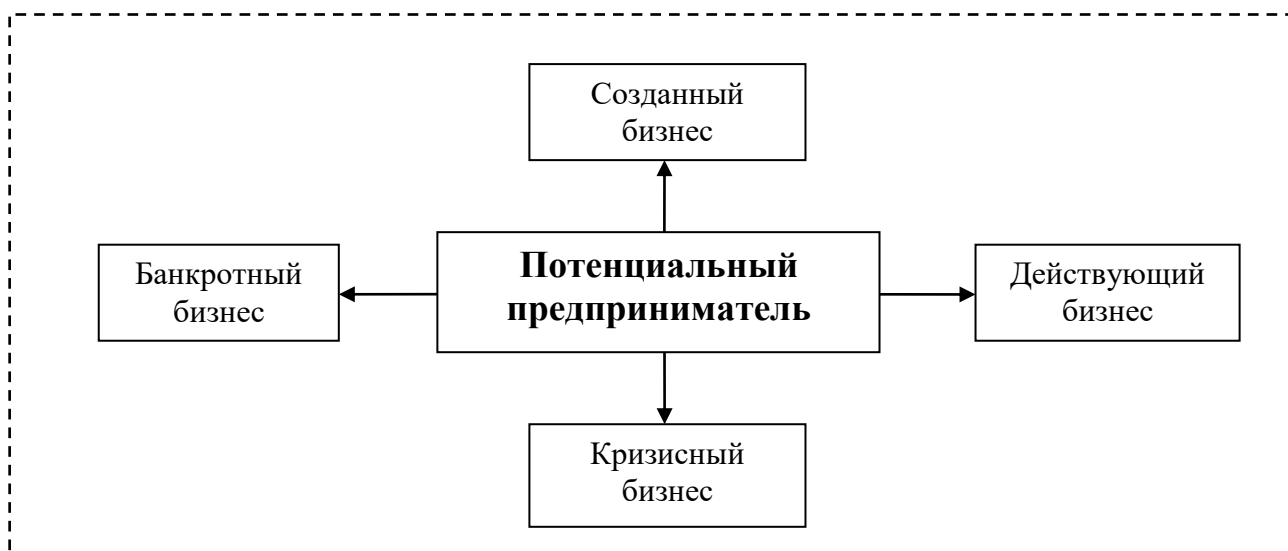 Созданный
бизнес
Банкротный
бизнес
Потенциальный
предприниматель
Действующий
бизнес
Кризисный
бизнес